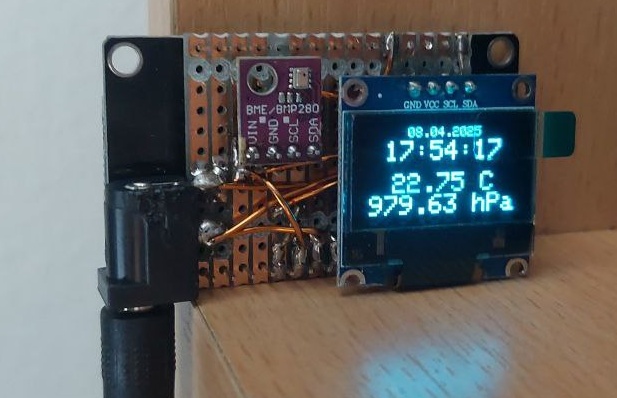 BME/BMP280
VIN
GND
SCL
SDA
GND VCC SCL SDA
08.04.2025
17:54:17
22.75 C
979.63 hPa